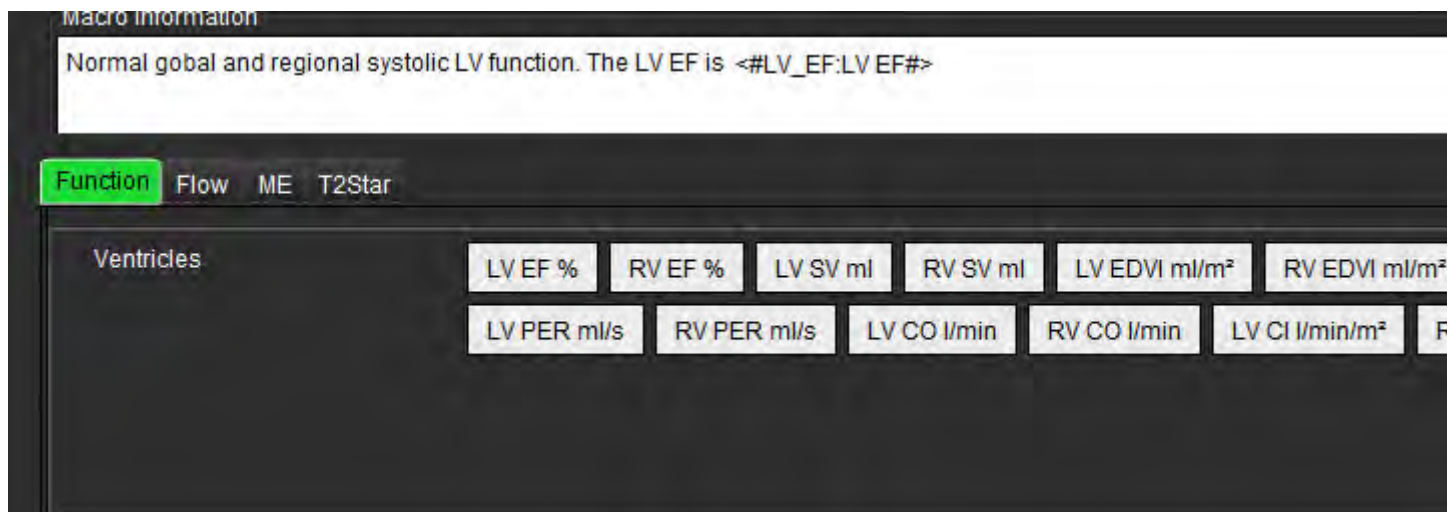 Macro Information
Normal gobal and regional systolic LV function. The LV EF is <#LV_EF:LV EF#>
Function Flow ME T2Star
Ventricles LV EF % RV EF % LV SV ml RV SV ml LV EDVI ml/m² RV EDVI ml/m²
LV PER ml/s RV PER ml/s LV CO l/min RV CO l/min LV CI l/min/m² R